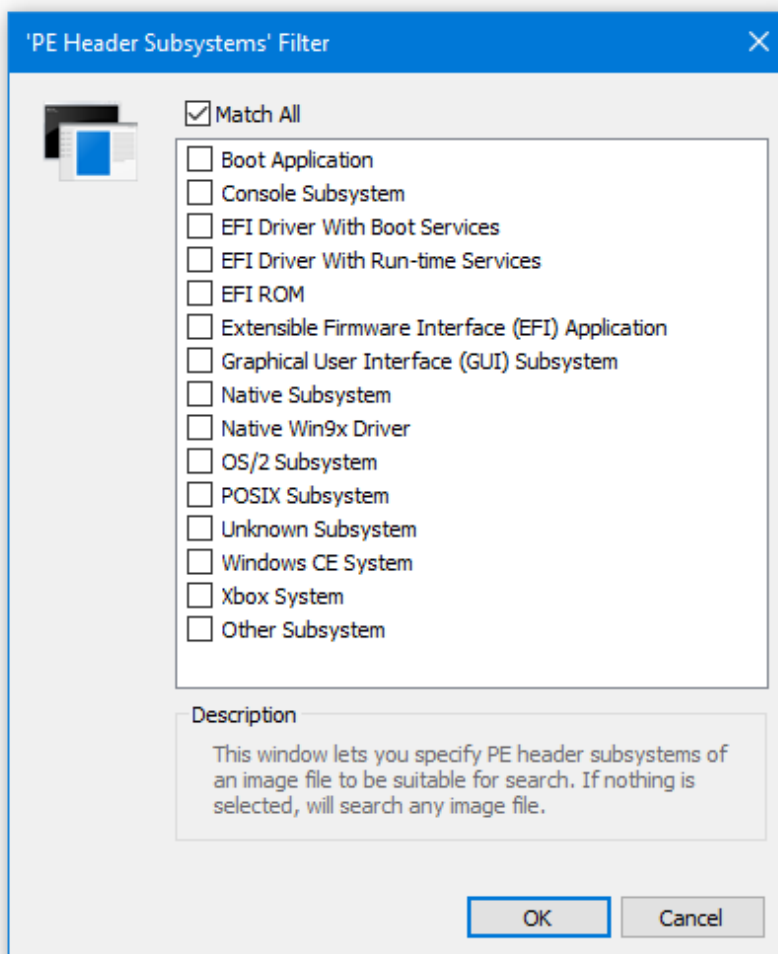 'PE Header Subsystems' Filter
Match All
Boot Application
Console Subsystem
EFI Driver With Boot Services
EFI Driver With Run-time Services
EFI ROM
Extensible Firmware Interface (EFI) Application
Graphical User Interface (GUI) Subsystem
Native Subsystem
Native Win9x Driver
OS/2 Subsystem
POSIX Subsystem
Unknown Subsystem
Windows CE System
Xbox System
Other Subsystem
Description
This window lets you specify PE header subsystems of
an image file to be suitable for search. If nothing is
selected, will search any image file.
OK
Cancel